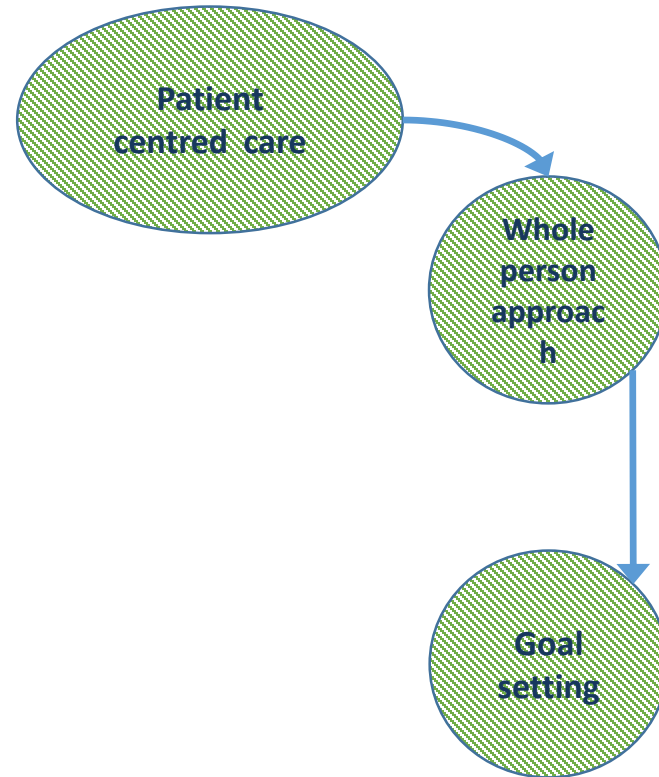 Patient
centred care
Whole
person
approac
h
Goal
setting